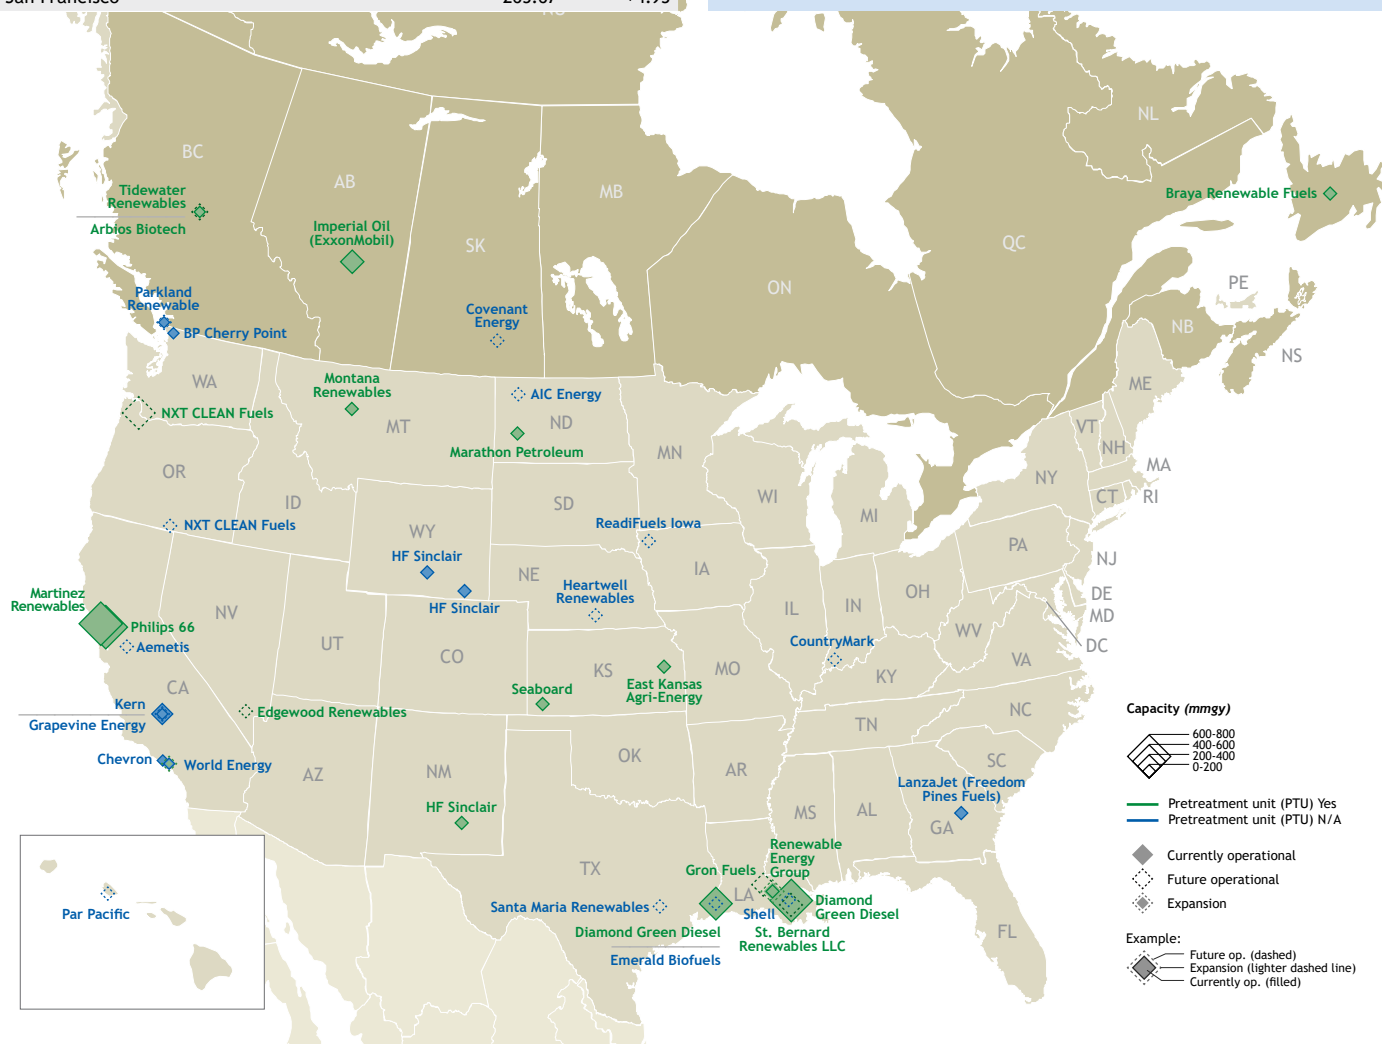 San Francisco
BC
AB
SK
MB
ON
QC
NL
PE
NB
NS
Tidewater
Renewables
Arbios Biotech
Imperial Oil
(ExxonMobil)
Braya Renewable Fuels
Parkland
Renewable
BP Cherry Point
Covenant
Energy
WA
Montana
Renewables
AIC Energy
NXT CLEAN Fuels
MT
ND
Marathon Petroleum
MN
ME
VT
NH
MA
NY
CT
RI
OR
ID
SD
WI
MI
NXT CLEAN Fuels
WY
ReadiFuels Iowa
PA
NJ
HF Sinclair
NE
IA
Heartwell
Renewables
HF Sinclair
IL
IN
OH
DE
MD
DC
Martinez
Renewables
Philips 66
Aemetis
NV
UT
CO
CountryMark
WV
VA
KS
MO
KY
CA
Seaboard
East Kansas
Agri-Energy
Kern
Grapevine Energy
Edgewood Renewables
NC
TN
Chevron
World Energy
AZ
NM
OK
AR
SC
HF Sinclair
LanzaJet (Freedom
Pines Fuels)
MS
AL
GA
Renewable
Energy
Group
Gron Fuels
TX
LA
Santa Maria Renewables
Shell
Diamond
Green Diesel
Diamond Green Diesel
St. Bernard
Renewables LLC
Emerald Biofuels
FL
Par Pacific
Capacity (mmgy)
600-800
400-600
200-400
0-200
Pretreatment unit (PTU) Yes
Pretreatment unit (PTU) N/A
Currently operational
Future operational
Expansion
Example:
Future op. (dashed)
Expansion (lighter dashed line)
Currently op. (filled)